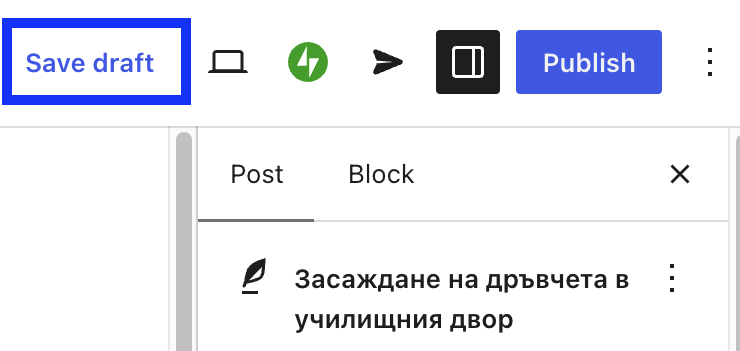 Save draft
Publish
Post
Block
Засаждане на дръвчета в
училищния двор